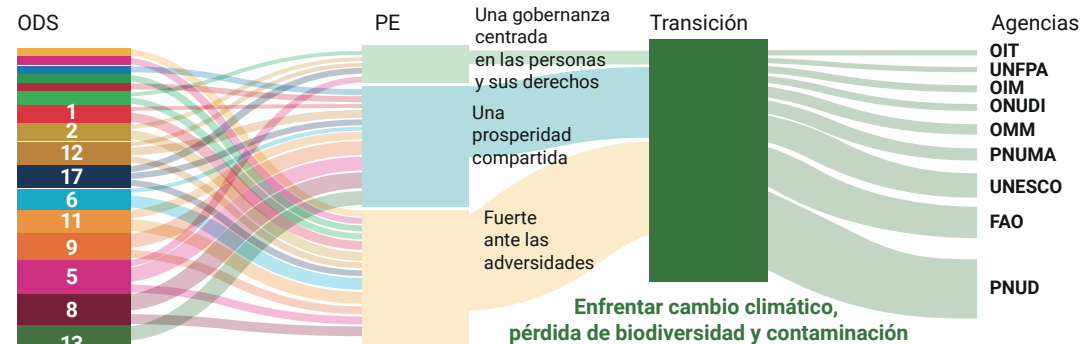 ODS
PE
Una gobernanza
centrada
en las personas
y sus derechos
Transición
Agencias
1
2
12
17
6
11
9
5
8
13
Una
prosperidad
compartida
Fuerte
ante las
adversidades
OIT
UNFPA
OIM
ONUDI
OMM
PNUMA
UNESCO
FAO
PNUD
Enfrentar cambio climático,
pérdida de biodiversidad y contaminación